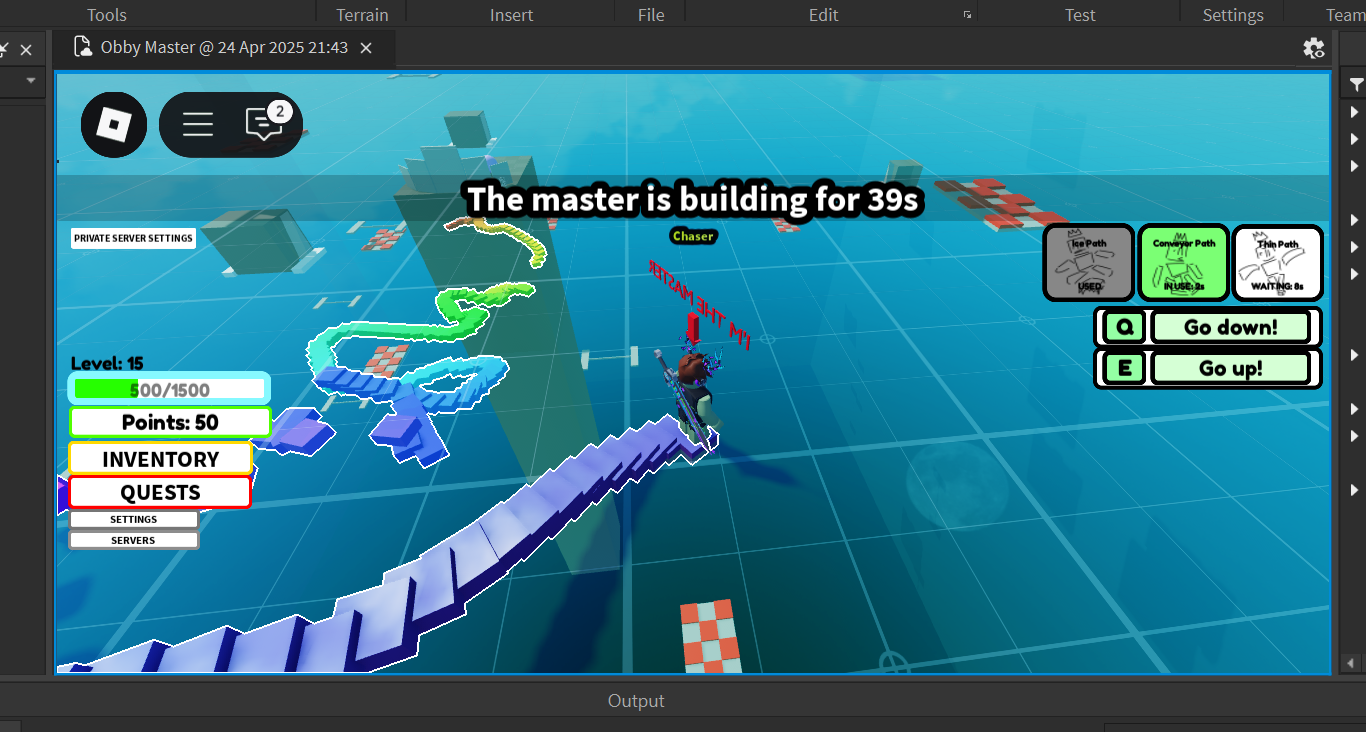 Tools Terrain Insert File Edit Test Settings Team
Obby Master @ 24 Apr 2025 21:43
2
The master is building for 39s
Chaser
I'M THE MASTER
PRIVATE SERVER SETTINGS
Ice Path
USED
Conveyor Path
IN USE: 2s
Thin Path
WAITING: 8s
Q Go down!
E Go up!
Level: 15
500/1500
Points: 50
INVENTORY
QUESTS
SETTINGS
SERVERS
Output